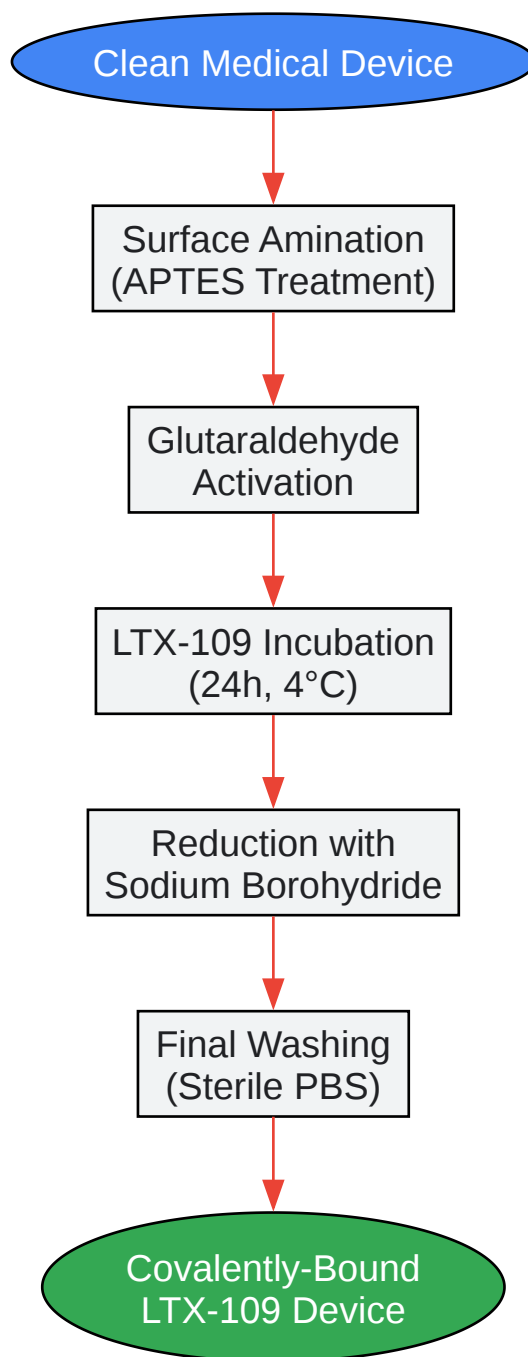 Clean Medical Device
Surface Amination
(APTES Treatment)
Glutaraldehyde
Activation
LTX-109 Incubation
(24h, 4°C)
Reduction with
Sodium Borohydride
Final Washing
(Sterile PBS)
Covalently-Bound
LTX-109 Device